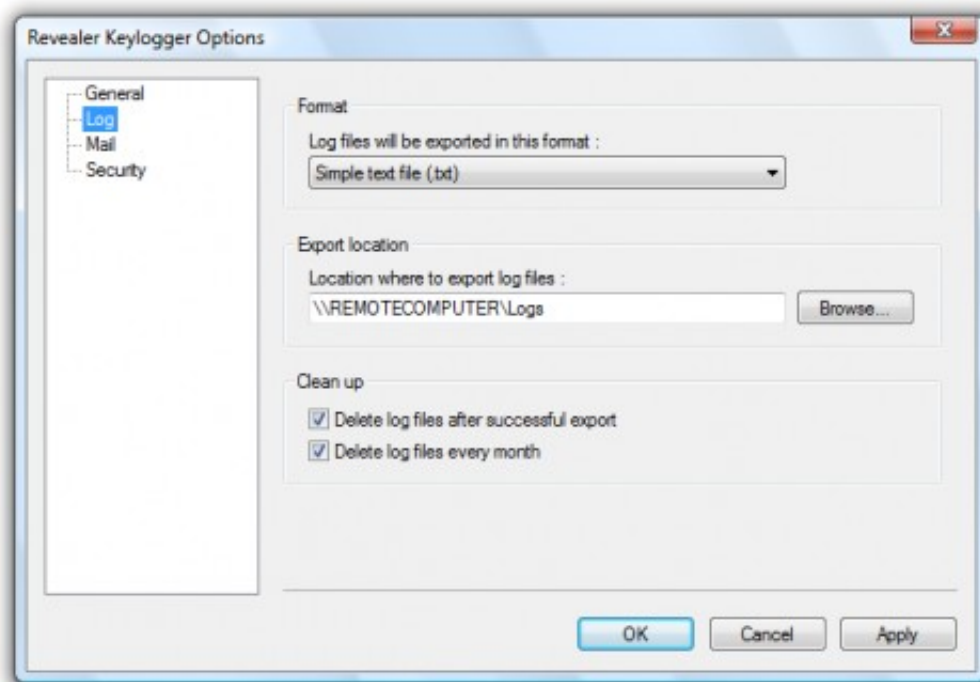 Revealer Keylogger Options
General
Log
Mail
Security
Format
Log files will be exported in this format :
Simple text file (.txt)
Export location
Location where to export log files :
\\REMOTECOMPUTER\Logs
Browse...
Clean up
Delete log files after successful export
Delete log files every month
OK
Cancel
Apply